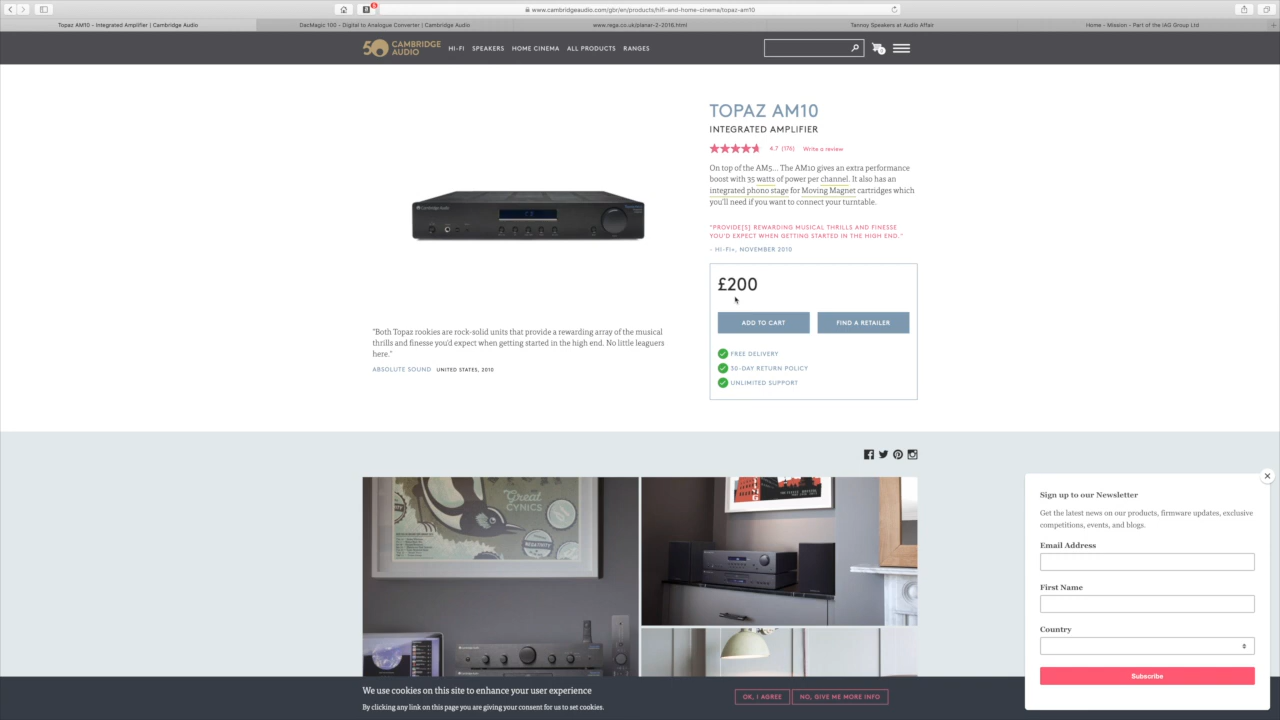 www.cambridgeaudio.com/gbr/en/products/hifi-and-home-cinema/topaz-am10
Topaz AM10 - Integrated Amplifier | Cambridge Audio
DacMagic 100 - Digital to Analogue Converter | Cambridge Audio
www.rega.co.uk/planar-2-2016.html
Tannoy Speakers at Audio Affair
Home - Mission - Part of the IAG Group Ltd
50 CAMBRIDGE AUDIO
HI-FI SPEAKERS HOME CINEMA ALL PRODUCTS RANGES
0
TOPAZ AM10
INTEGRATED AMPLIFIER
4.7 (176) Write a review
On top of the AM5... The AM10 gives an extra performance
boost with 35 watts of power per channel. It also has an
integrated phono stage for Moving Magnet cartridges which
you'll need if you want to connect your turntable.
"PROVIDE[S] REWARDING MUSICAL THRILLS AND FINESSE
YOU'D EXPECT WHEN GETTING STARTED IN THE HIGH END."
- HI-FI+, NOVEMBER 2010
£200
ADD TO CART FIND A RETAILER
FREE DELIVERY
30-DAY RETURN POLICY
UNLIMITED SUPPORT
Cambridge Audio
"Both Topaz rookies are rock-solid units that provide a rewarding array of the musical
thrills and finesse you'd expect when getting started in the high end. No little leaguers
here."
ABSOLUTE SOUND UNITED STATES, 2010
Great
CYNICS
Sign up to our Newsletter
Get the latest news on our products, firmware updates, exclusive
competitions, events, and blogs.
Email Address
First Name
Country
Subscribe
We use cookies on this site to enhance your user experience
By clicking any link on this page you are giving your consent for us to set cookies.
OK, I AGREE NO, GIVE ME MORE INFO